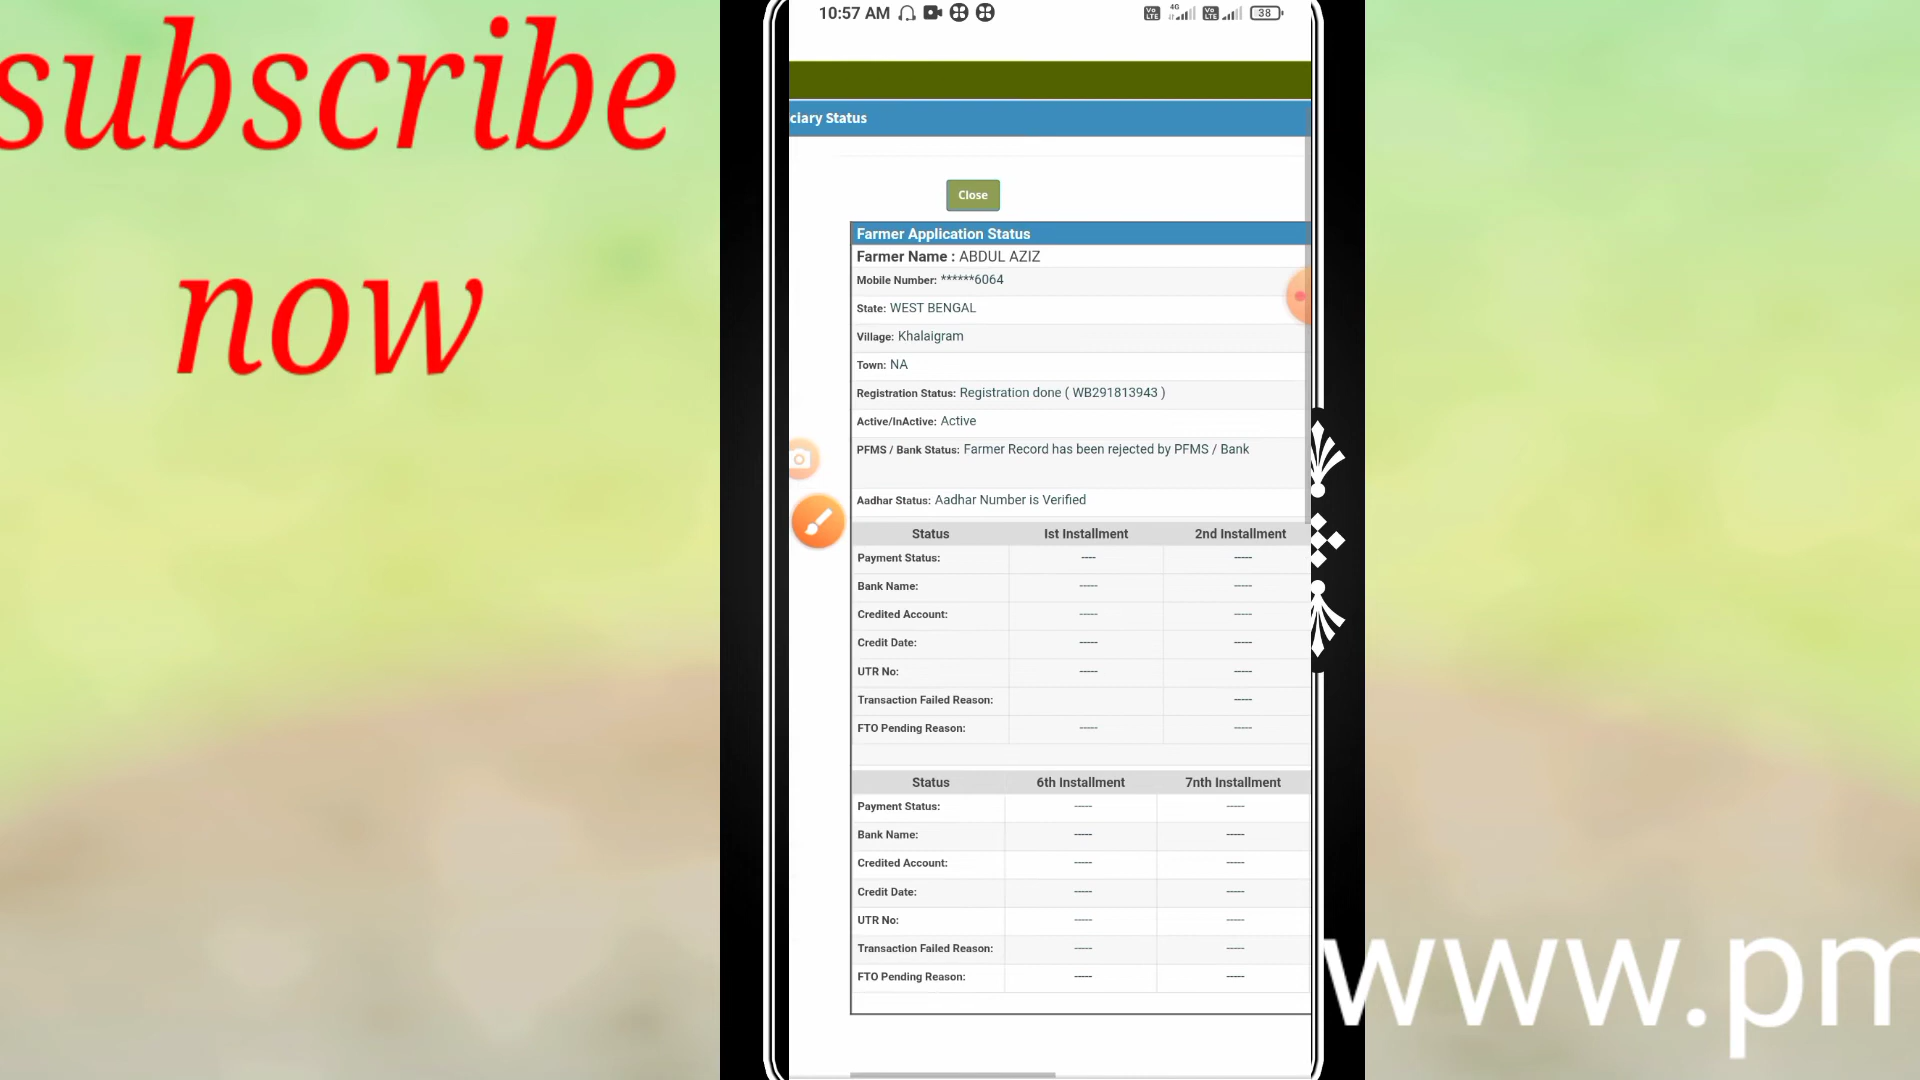 subscribe
now
10:57 AM
Vo LTE 4G Vo LTE 38
ciary Status
Close
Farmer Application Status
Farmer Name : ABDUL AZIZ
Mobile Number: ******6064
State: WEST BENGAL
Village: Khalaigram
Town: NA
Registration Status: Registration done ( WB291813943 )
Active/InActive: Active
PFMS / Bank Status: Farmer Record has been rejected by PFMS / Bank
Aadhar Status: Aadhar Number is Verified
Status Ist Installment 2nd Installment
Payment Status: ---- -----
Bank Name: ----- -----
Credited Account: ----- -----
Credit Date: ----- -----
UTR No: ----- -----
Transaction Failed Reason: -----
FTO Pending Reason: ----- -----
Status 6th Installment 7nth Installment
Payment Status: ----- -----
Bank Name: ----- -----
Credited Account: ----- -----
Credit Date: ----- -----
UTR No: ----- -----
Transaction Failed Reason: ----- -----
FTO Pending Reason: ----- -----
www.pm